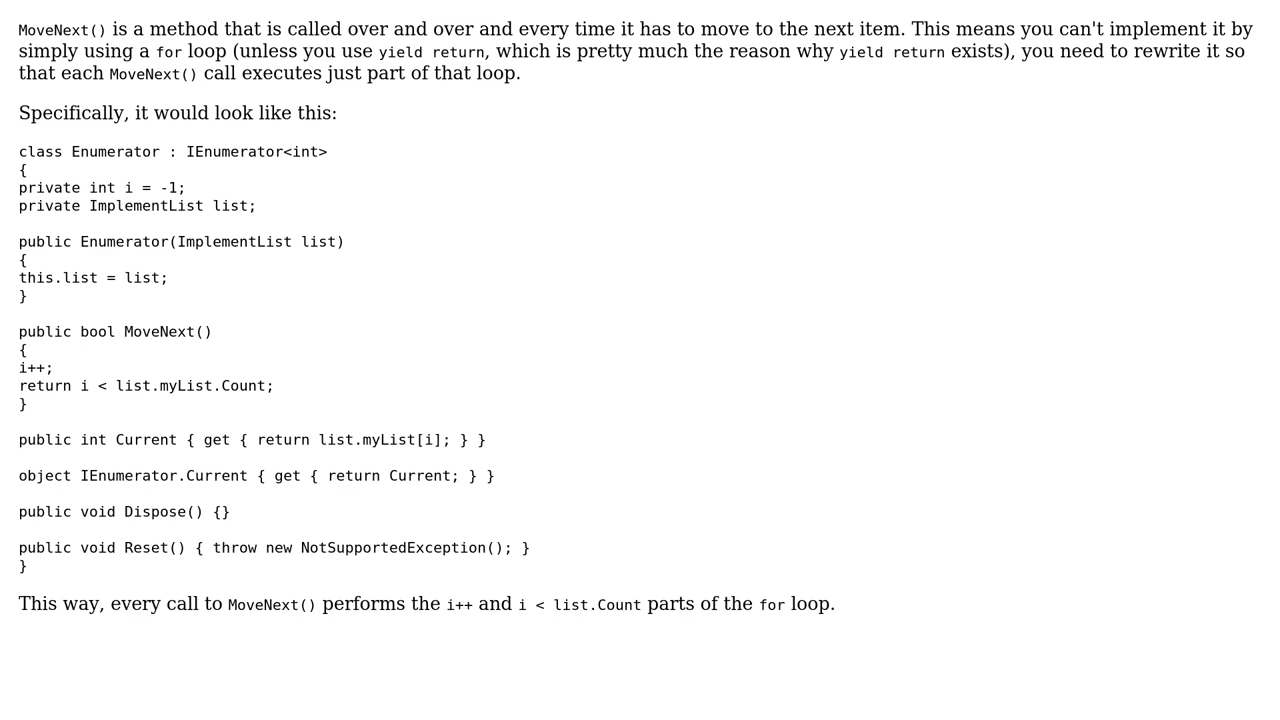 MoveNext() is a method that is called over and over and every time it has to move to the next item. This means you can't implement it by
simply using a for loop (unless you use yield return, which is pretty much the reason why yield return exists), you need to rewrite it so
that each MoveNext() call executes just part of that loop.
Specifically, it would look like this:
class Enumerator : IEnumerator<int>
{
private int i = -1;
private ImplementList list;
public Enumerator(ImplementList list)
{
this.list = list;
}
public bool MoveNext()
{
i++;
return i < list.myList.Count;
}
public int Current { get { return list.myList[i]; } }
object IEnumerator.Current { get { return Current; } }
public void Dispose() {}
public void Reset() { throw new NotSupportedException(); }
}
This way, every call to MoveNext() performs the i++ and i < list.Count parts of the for loop.